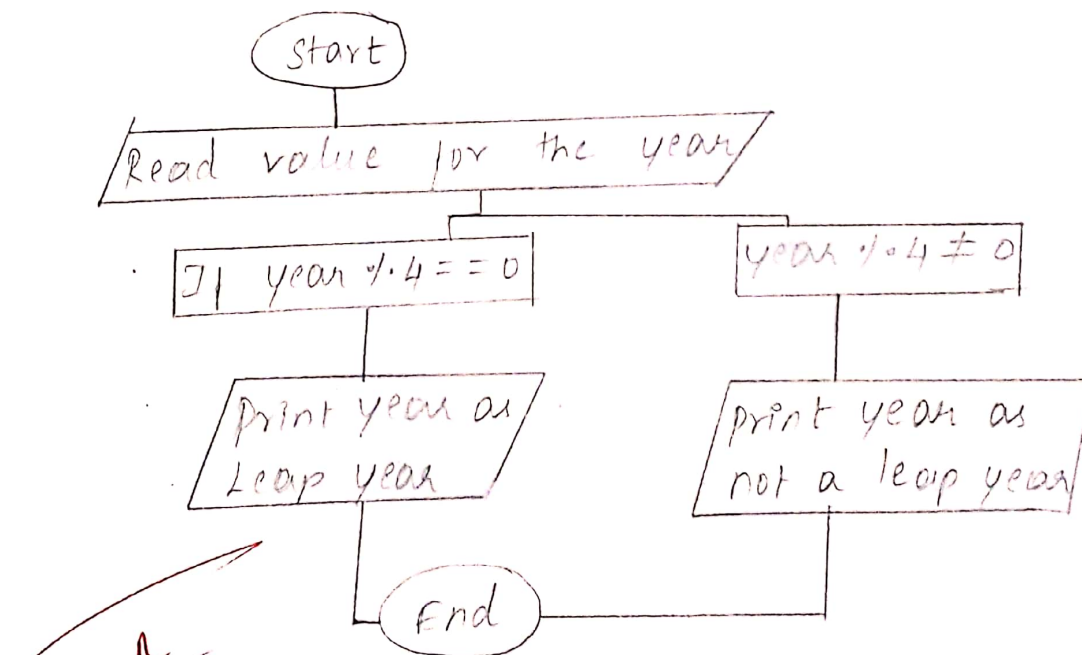 Start
Read value for the year
If year % 4 == 0
year % 4 ≠ 0
Print year as
Leap year
print year as
not a leap year
End